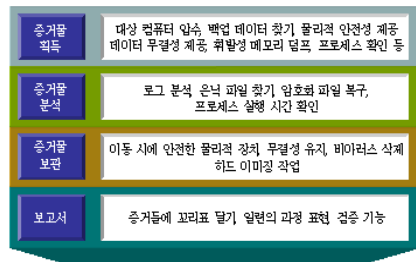 증거물
획득
대상 컴퓨터 압수, 백업 데이터 찾기, 물리적 안전성 제공
데이터 무결성 제공, 휘발성 메모리 덤프, 프로세스 확인 등
증거물
분석
로그 분석, 은닉 파일 찾기, 암호화 파일 복구,
프로세스 실행 시간 확인
증거물
보관
이동 시에 안전한 물리적 장치, 무결성 유지, 비아러스 삭제
하드 이미징 작업
보고서
증거들에 꼬리표 달기, 일련의 과정 표현, 검증 기능